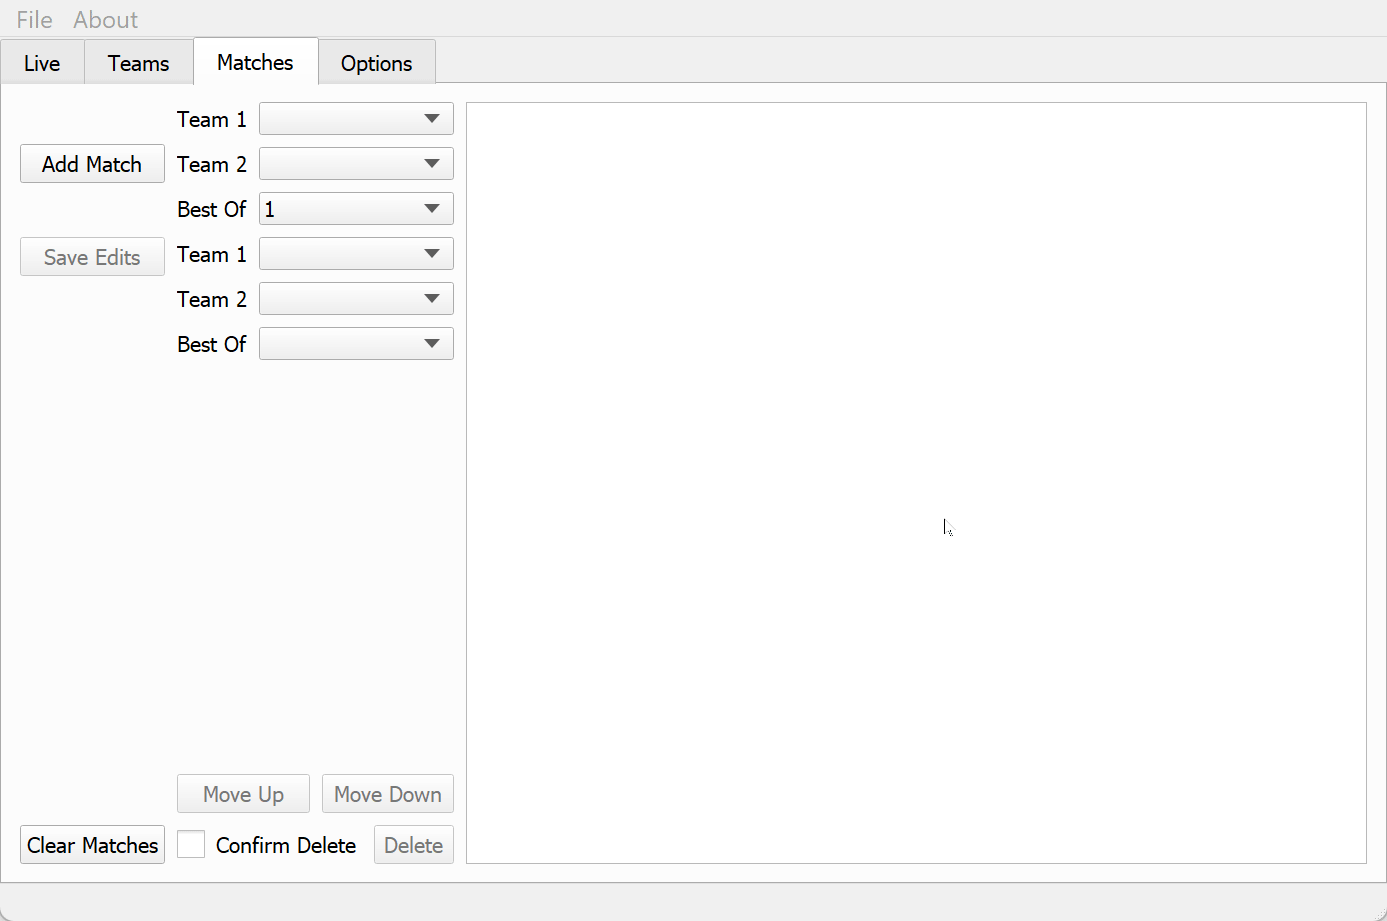 File About
Live Teams Matches Options
Team 1
Add Match Team 2
Best Of 1
Save Edits Team 1
Team 2
Best Of
Move Up Move Down
Clear Matches Confirm Delete Delete